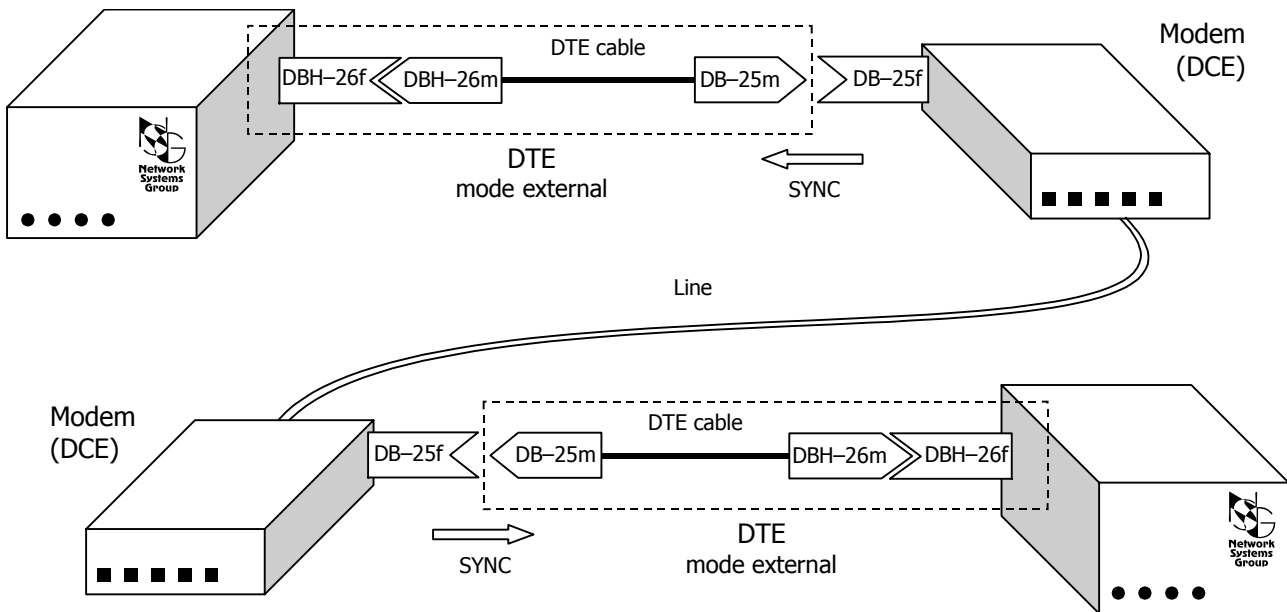 DTE cable
Modem
(DCE)
DBH–26f
DBH–26m
DB–25m
DB–25f
NSG
Network
Systems
Group
DTE
mode external
SYNC
Line
Modem
(DCE)
DTE cable
DB–25f
DB–25m
DBH–26m
DBH–26f
SYNC
DTE
mode external
NSG
Network
Systems
Group